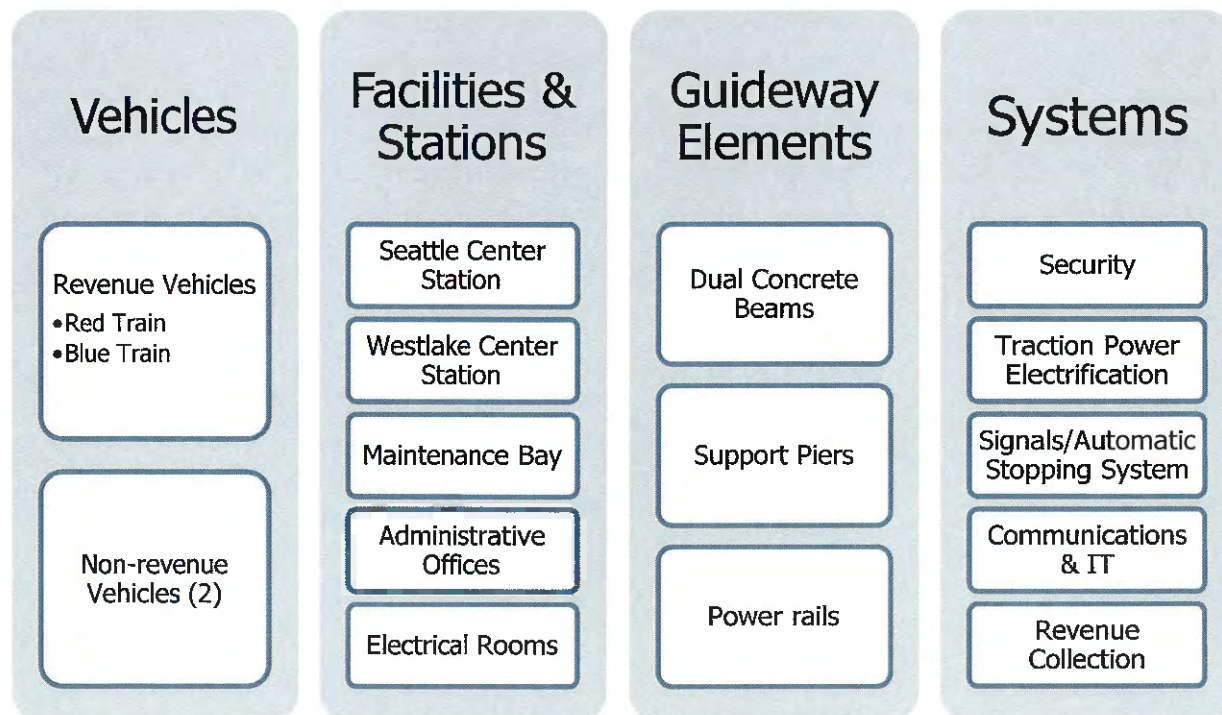 Vehicles
Revenue Vehicles
•Red Train
•Blue Train
Non-revenue
Vehicles (2)
Facilities &
Stations
Seattle Center
Station
Westlake Center
Station
Maintenance Bay
Administrative
Offices
Electrical Rooms
Guideway
Elements
Dual Concrete
Beams
Support Piers
Power rails
Systems
Security
Traction Power
Electrification
Signals/Automatic
Stopping System
Communications
& IT
Revenue
Collection